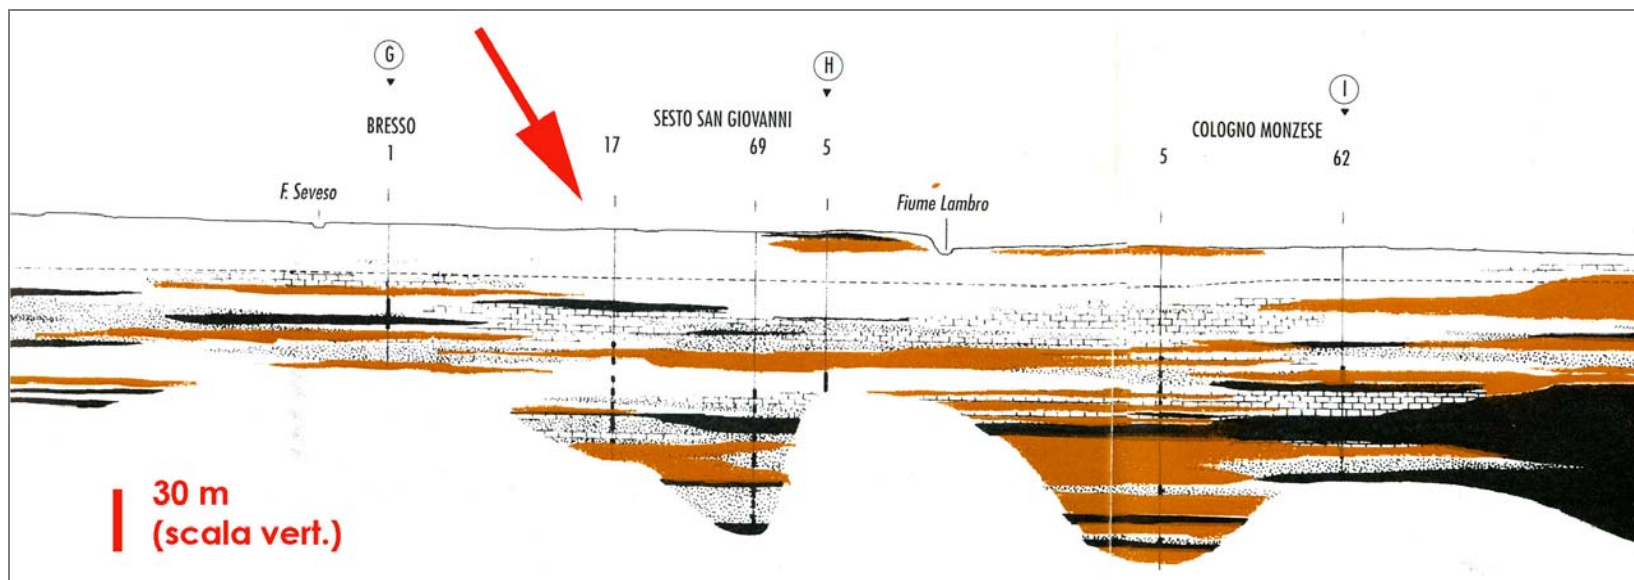 G
H
I
BRESSO
SESTO SAN GIOVANNI
COLOGNO MONZESE
1
17
69
5
5
62
F. Seveso
Fiume Lambro
30 m
(scala vert.)